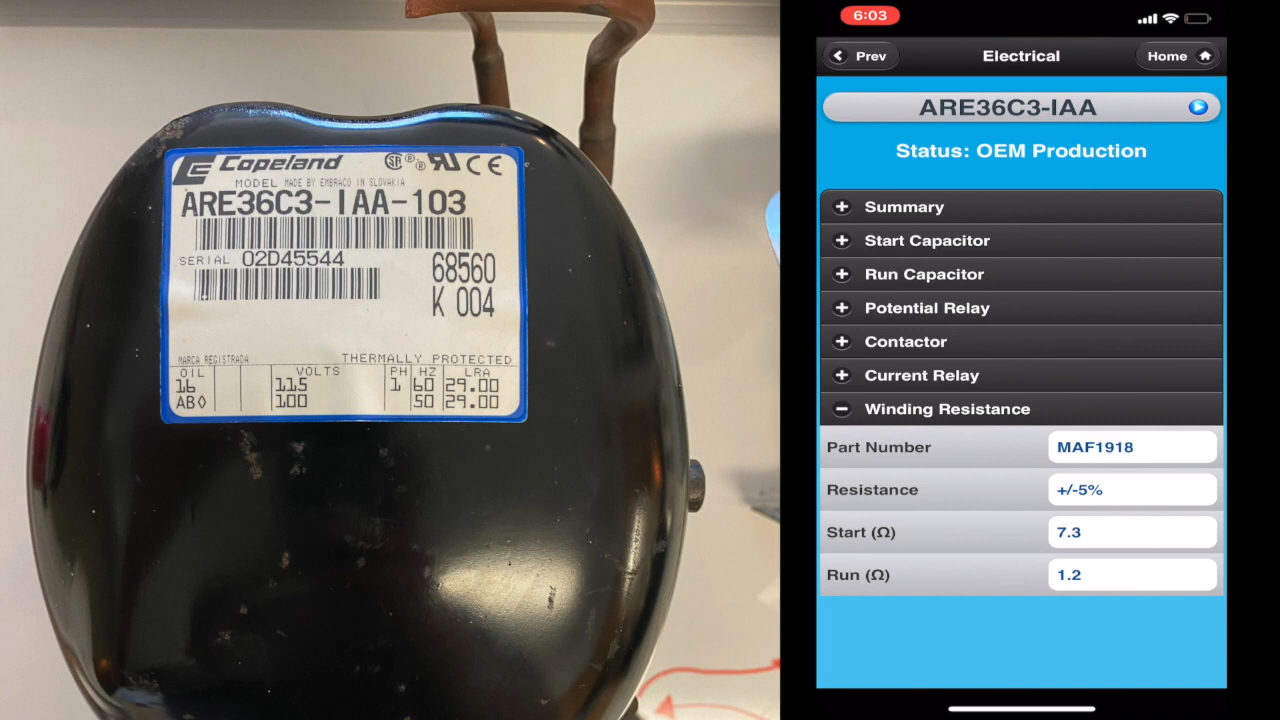 Copeland
MODEL MADE BY EMBRACO IN SLOVAKIA
ARE36C3-IAA-103
SERIAL 02D45544
68560
K 004
MARCA REGISTRADA THERMALLY PROTECTED
OIL VOLTS PH HZ LRA
16 115 1 60 29.00
AB◊ 100 50 29.00
6:03
Prev Electrical Home
ARE36C3-IAA
Status: OEM Production
Summary
Start Capacitor
Run Capacitor
Potential Relay
Contactor
Current Relay
Winding Resistance
Part Number MAF1918
Resistance +/-5%
Start (Ω) 7.3
Run (Ω) 1.2